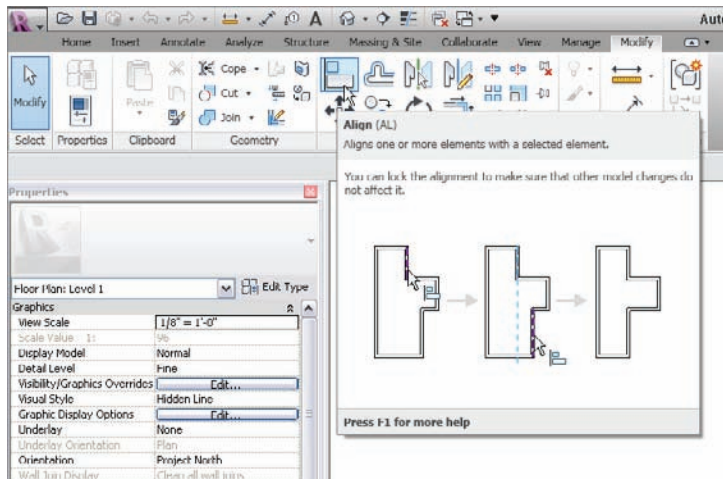 Auto
Home Insert Annotate Analyze Structure Massing & Site Collaborate View Manage Modify
Modify
Paste
Cope
Cut
Join
Select Properties Clipboard Geometry
Align (AL)
Aligns one or more elements with a selected element.
You can lock the alignment to make sure that other model changes do
not affect it.
Press F1 for more help
Properties
Floor Plan: Level 1 Edit Type
Graphics
View Scale 1/8" = 1'-0"
Scale Value 1: 96
Display Model Normal
Detail Level Fine
Visibility/Graphics Overrides Edit...
Visual Style Hidden Line
Graphic Display Options Edit...
Underlay None
Underlay Orientation Plan
Orientation Project North
Wall Join Display Clean all wall joins